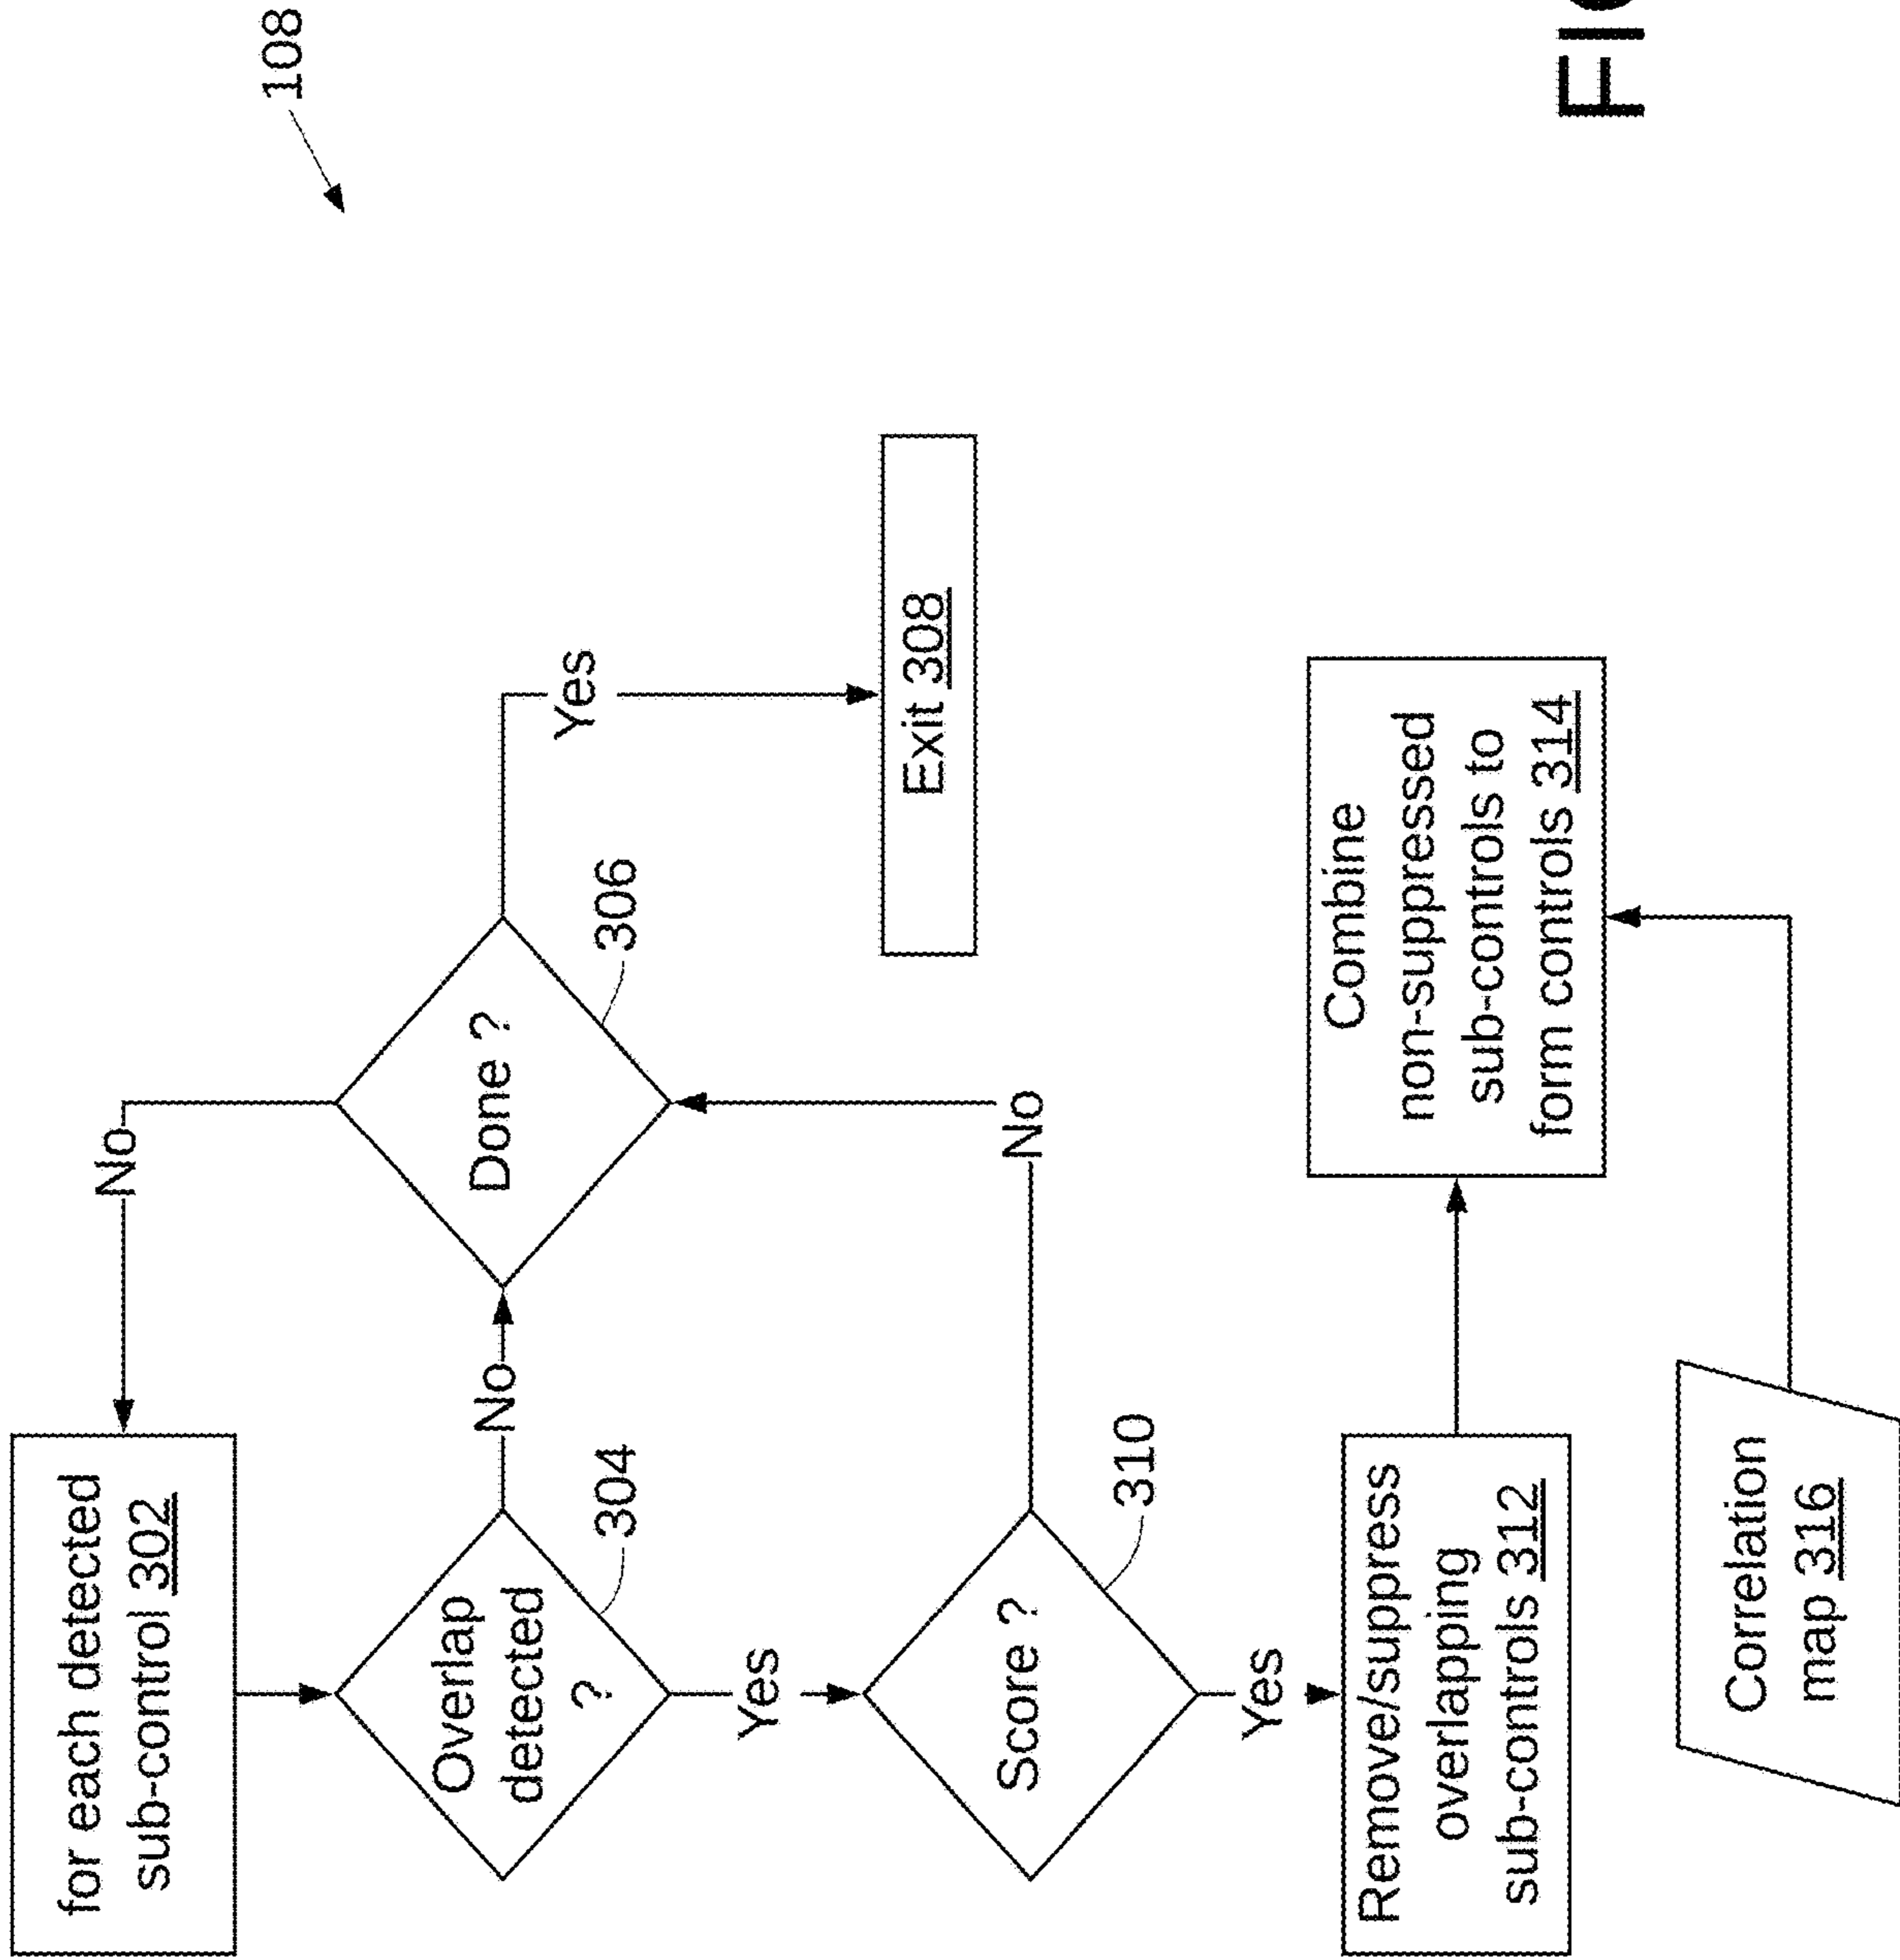 108
for each detected
sub-control 302
No
Overlap
detected
?
304
No
Done ?
306
Yes
Exit 308
Yes
Score ?
310
No
Yes
Remove/suppress
overlapping
sub-controls 312
Combine
non-suppressed
sub-controls to
form controls 314
Correlation
map 316